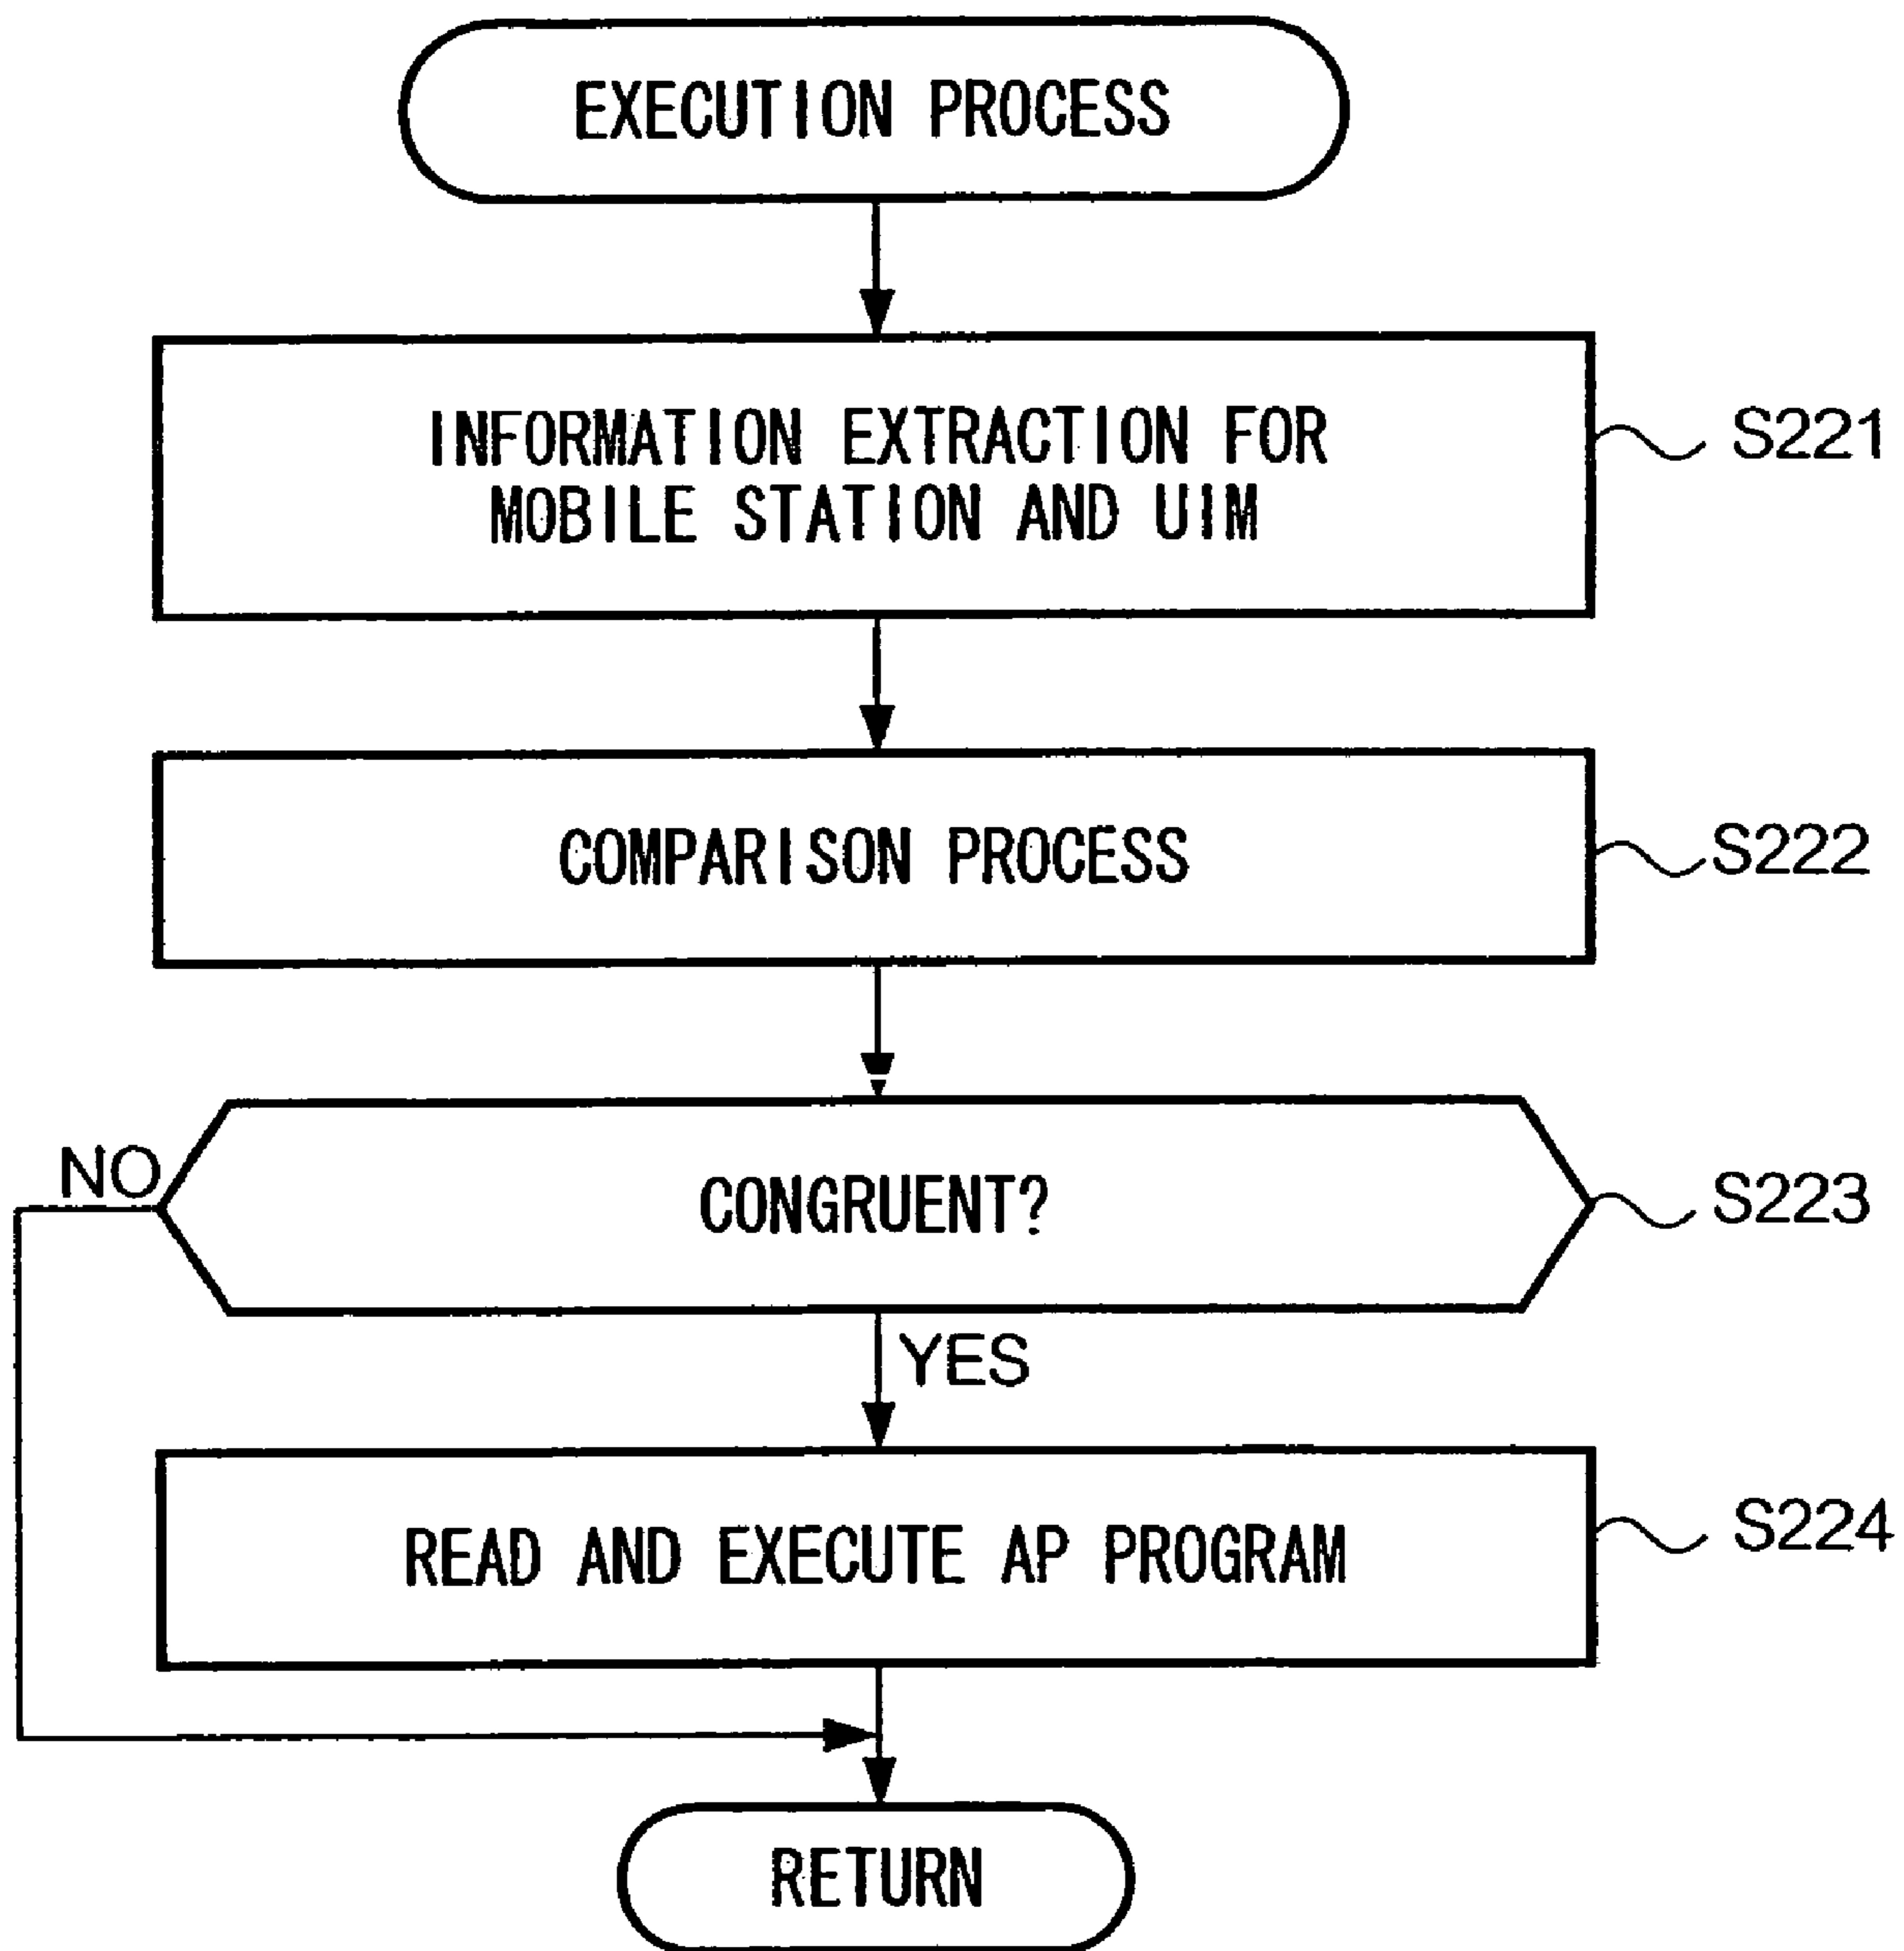 EXECUTION PROCESS
INFORMATION EXTRACTION FOR
MOBILE STATION AND UIM
S221
COMPARISON PROCESS
S222
NO
CONGRUENT?
S223
YES
READ AND EXECUTE AP PROGRAM
S224
RETURN